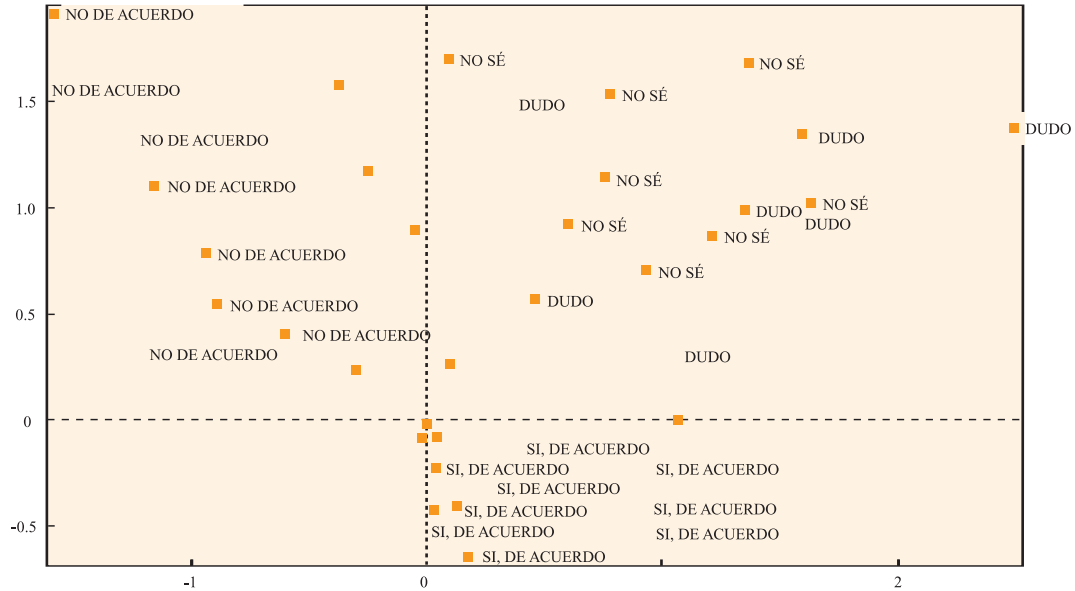 NO DE ACUERDO
NO SÉ
NO SÉ
NO DE ACUERDO
NO SÉ
1.5
DUDO
DUDO
NO DE ACUERDO
DUDO
NO SÉ
NO DE ACUERDO
1.0
DUDO
NO SÉ
NO SÉ
DUDO
NO SÉ
NO DE ACUERDO
NO SÉ
DUDO
NO DE ACUERDO
0.5
NO DE ACUERDO
NO DE ACUERDO
DUDO
0
SI, DE ACUERDO
SI, DE ACUERDO
SI, DE ACUERDO
SI, DE ACUERDO
SI, DE ACUERDO
SI, DE ACUERDO
-0.5
SI, DE ACUERDO
SI, DE ACUERDO
SI, DE ACUERDO
-1
0
2